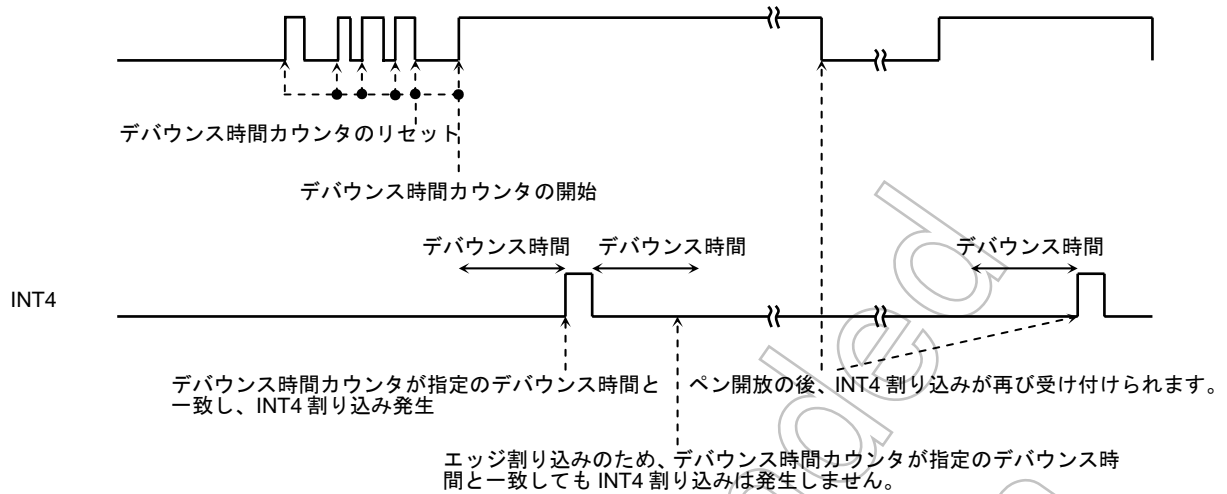 デバウンス時間カウンタのリセット
デバウンス時間カウンタの開始
デバウンス時間
デバウンス時間
デバウンス時間
INT4
デバウンス時間カウンタが指定のデバウンス時間と
一致し、INT4 割り込み発生
ペン開放の後、INT4 割り込みが再び受け付けられます。
エッジ割り込みのため、デバウンス時間カウンタが指定のデバウンス時
間と一致しても INT4 割り込みは発生しません。
nded